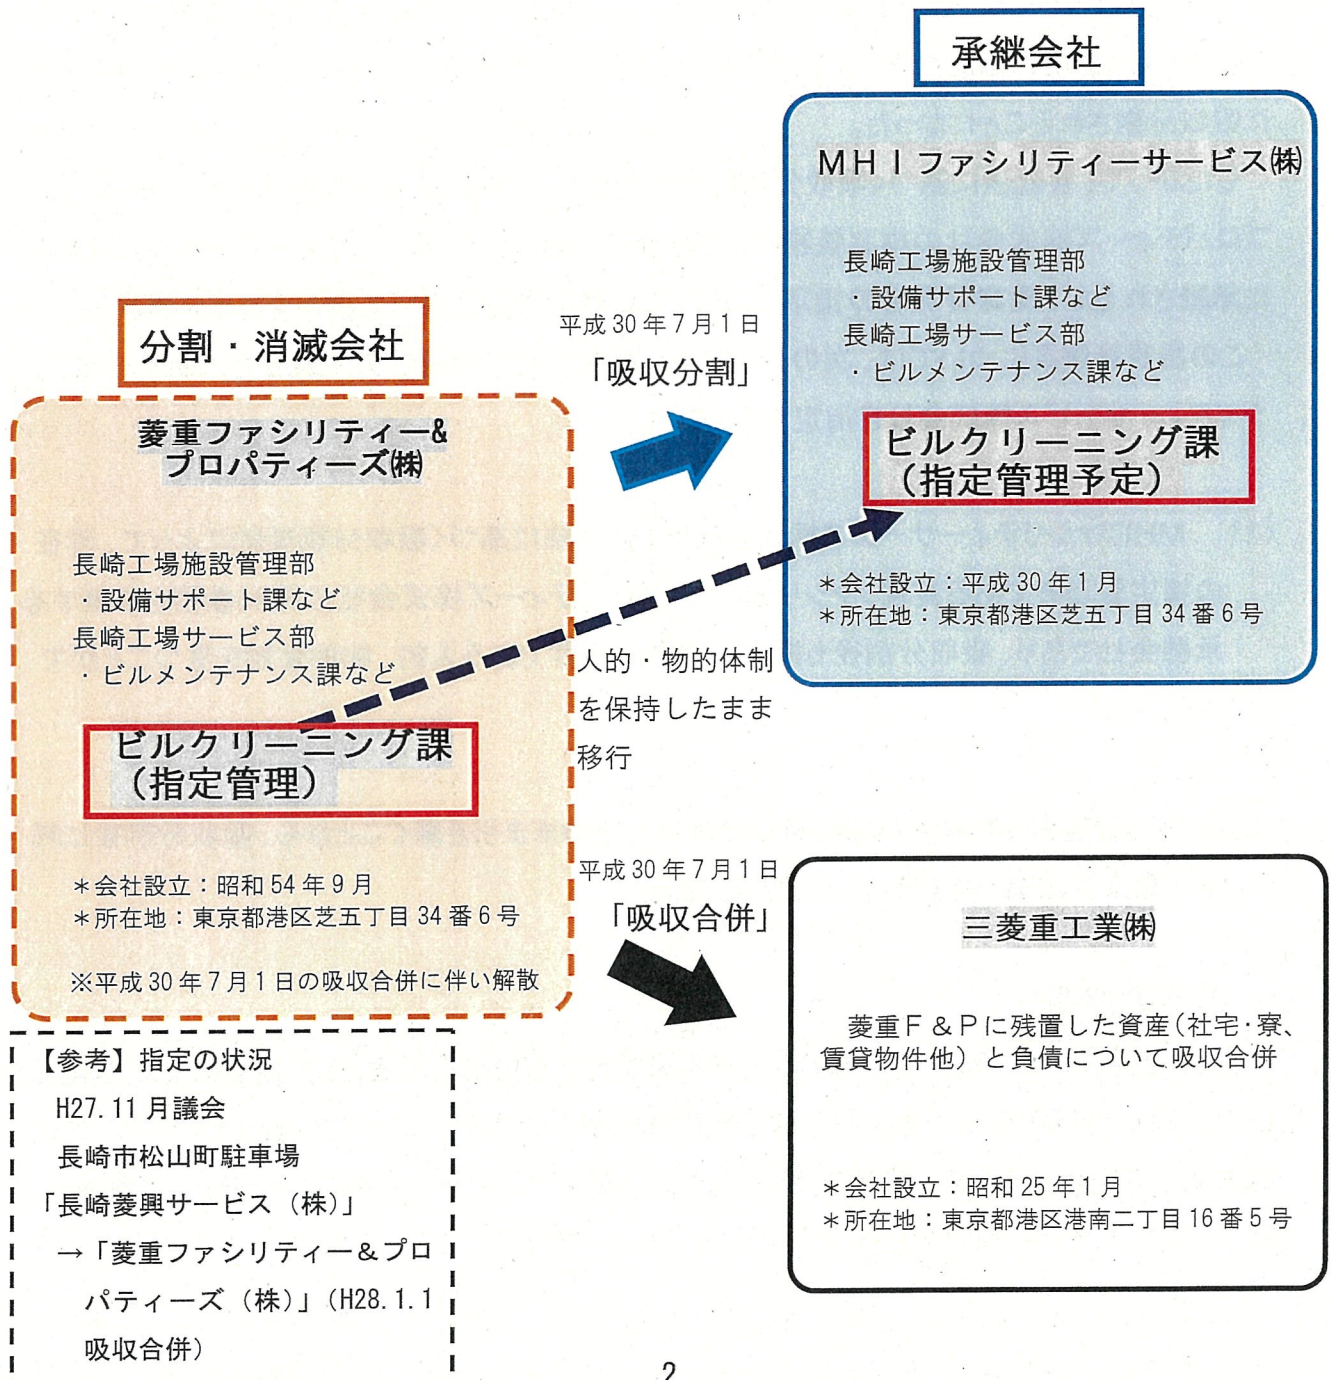 承継会社
MHIファシリティーサービス㈱
長崎工場施設管理部
・設備サポート課など
長崎工場サービス部
・ビルメンテナンス課など
ビルクリーニング課
（指定管理予定）
＊会社設立：平成30年1月
＊所在地：東京都港区芝五丁目34番6号
分割・消滅会社
菱重ファシリティー&
プロパティーズ㈱
長崎工場施設管理部
・設備サポート課など
長崎工場サービス部
・ビルメンテナンス課など
ビルクリーニング課
（指定管理）
＊会社設立：昭和54年9月
＊所在地：東京都港区芝五丁目34番6号
※平成30年7月1日の吸収合併に伴い解散
平成30年7月1日
「吸収分割」
人的・物的体制
を保持したまま
移行
平成30年7月1日
「吸収合併」
三菱重工業㈱
菱重F＆Pに残置した資産（社宅・寮、
賃貸物件他）と負債について吸収合併
＊会社設立：昭和25年1月
＊所在地：東京都港区港南二丁目16番5号
【参考】指定の状況
H27.11月議会
長崎市松山町駐車場
「長崎菱興サービス（株）」
→「菱重ファシリティー＆プロ
パティーズ（株）」（H28.1.1
吸収合併）
2